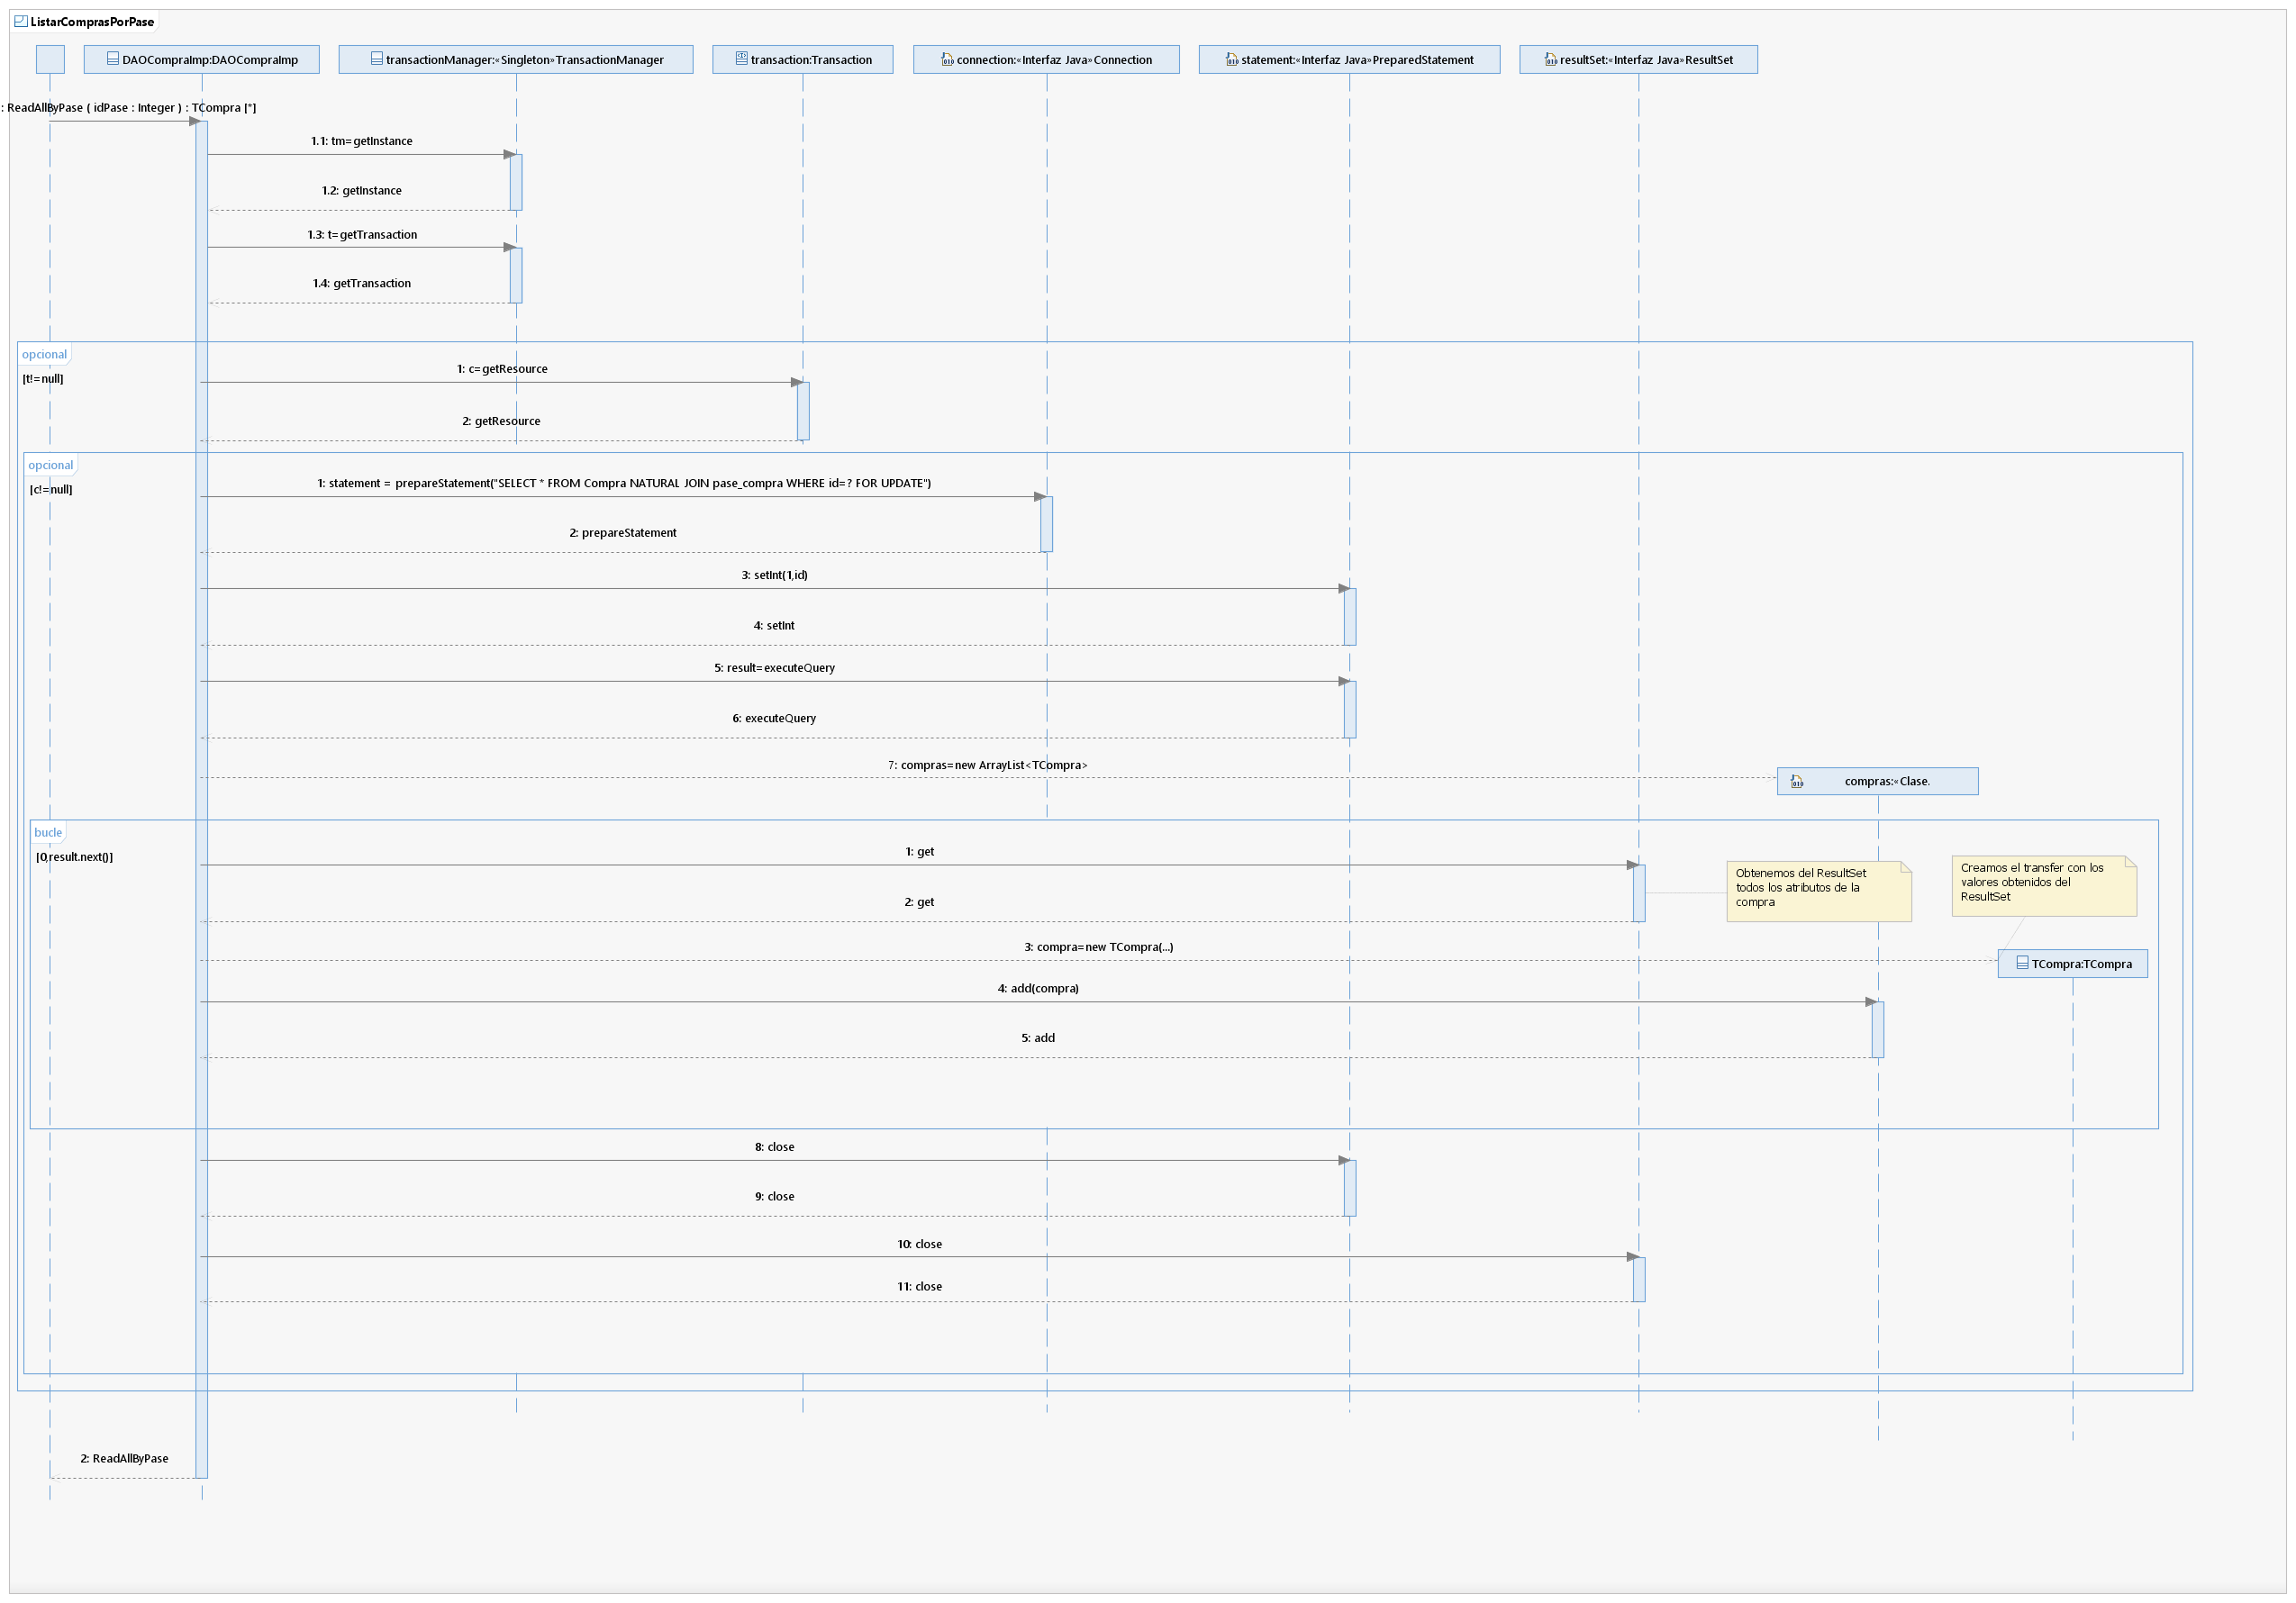 ListarComprasPorPase
DAOCompraImp:DAOCompraImp
transactionManager:«Singleton»TransactionManager
transaction:Transaction
connection:«Interfaz Java»Connection
statement:«Interfaz Java»PreparedStatement
resultSet:«Interfaz Java»ResultSet
: ReadAllByPase ( idPase : Integer ) : TCompra [*]
1.1: tm=getInstance
1.2: getInstance
1.3: t=getTransaction
1.4: getTransaction
opcional
[t!=null]
1: c=getResource
2: getResource
opcional
[c!=null]
1: statement = prepareStatement("SELECT * FROM Compra NATURAL JOIN pase_compra WHERE id=? FOR UPDATE")
2: prepareStatement
3: setInt(1,id)
4: setInt
5: result=executeQuery
6: executeQuery
7: compras=new ArrayList<TCompra>
compras:«Clase.
bucle
[0,result.next()]
1: get
Obtenemos del ResultSet
todos los atributos de la
compra
Creamos el transfer con los
valores obtenidos del
ResultSet
2: get
3: compra=new TCompra(...)
TCompra:TCompra
4: add(compra)
5: add
8: close
9: close
10: close
11: close
2: ReadAllByPase